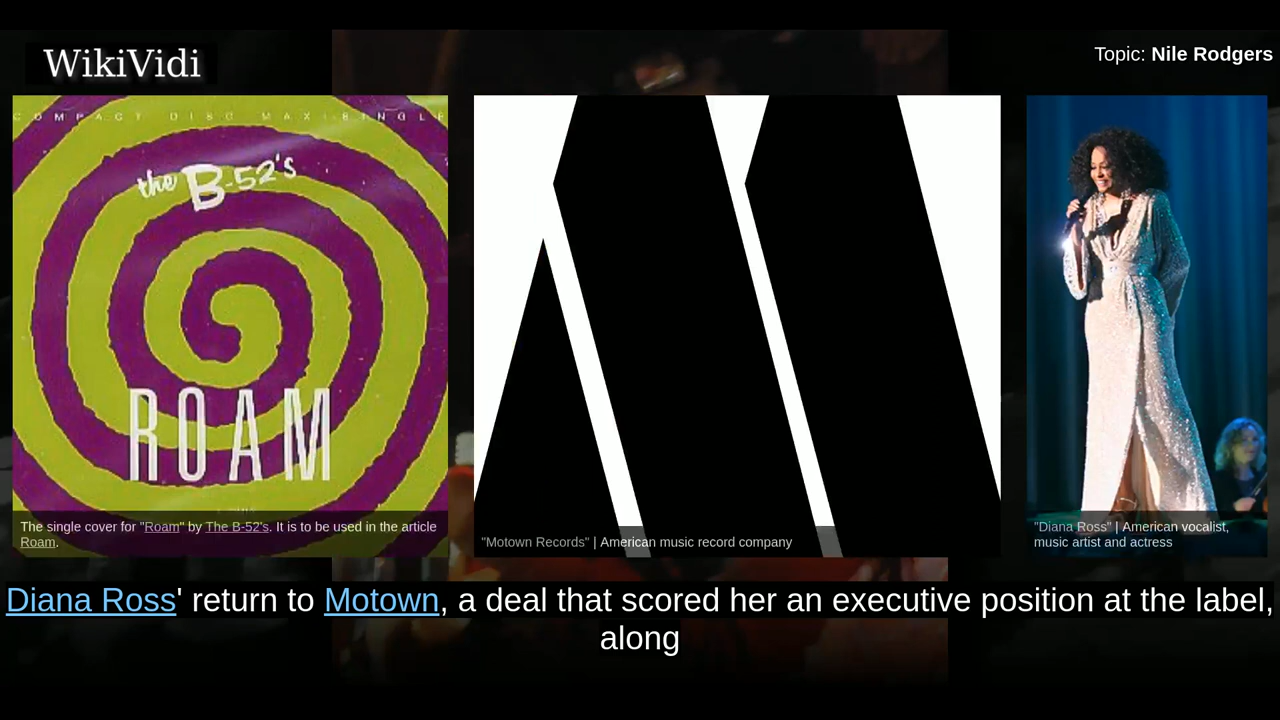 WikiVidi
Topic: Nile Rodgers
COMPACT DISC MAXI-SINGLE
the B-52's
ROAM
The single cover for "Roam" by The B-52's. It is to be used in the article
Roam.
"Motown Records" | American music record company
"Diana Ross" | American vocalist,
music artist and actress
Diana Ross' return to Motown, a deal that scored her an executive position at the label,
along